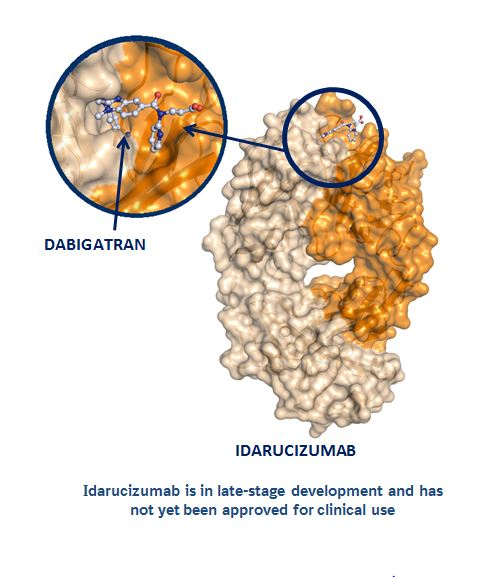 DABIGATRAN
IDARUCIZUMAB
Idarucizumab is in late-stage development and has
not yet been approved for clinical use